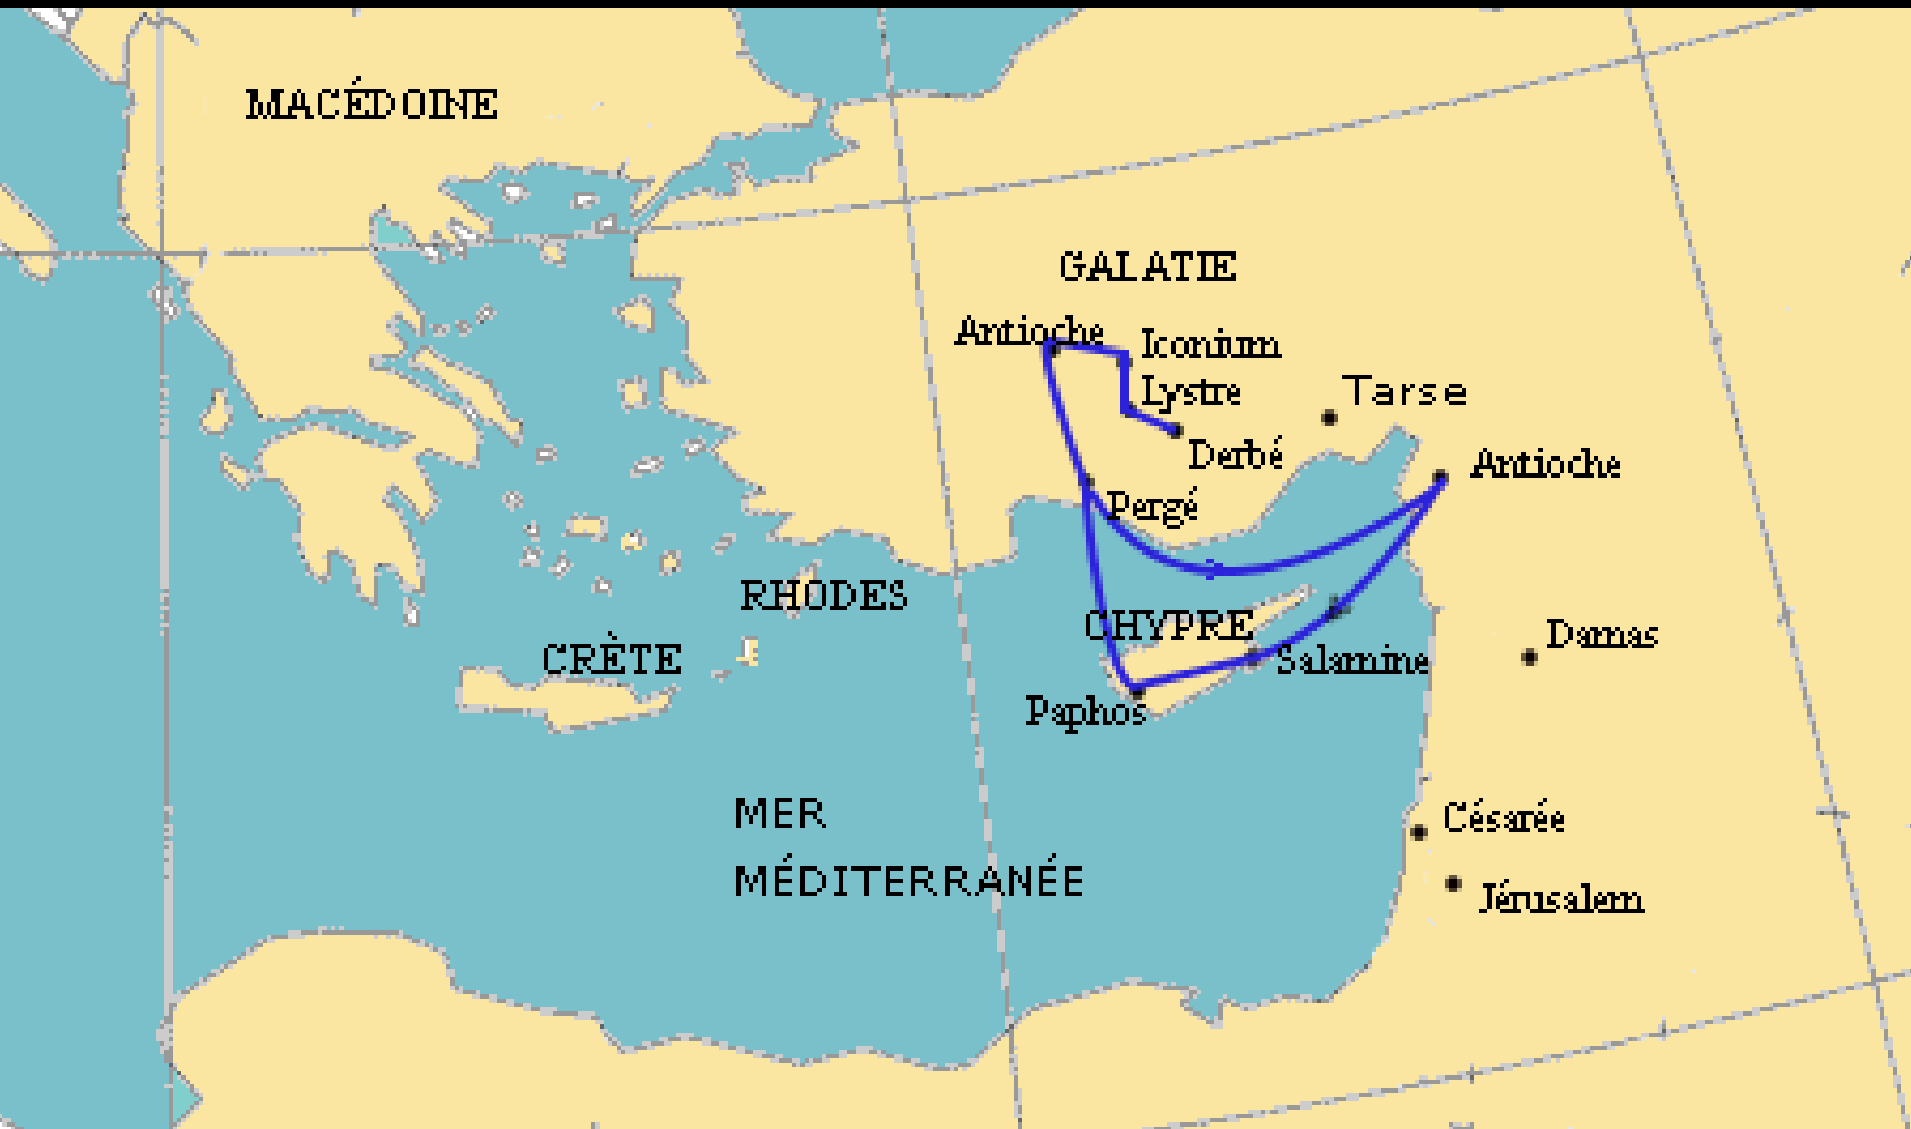 MACÉDOINE
GALATIE
Antioche
Iconium
Lystre
Tarse
Derbé
Antioche
Pergé
RHODES
CHYPRE
CRÈTE
Salamine
Damas
Paphos
MER
MÉDITERRANÉE
Césarée
Jérusalem